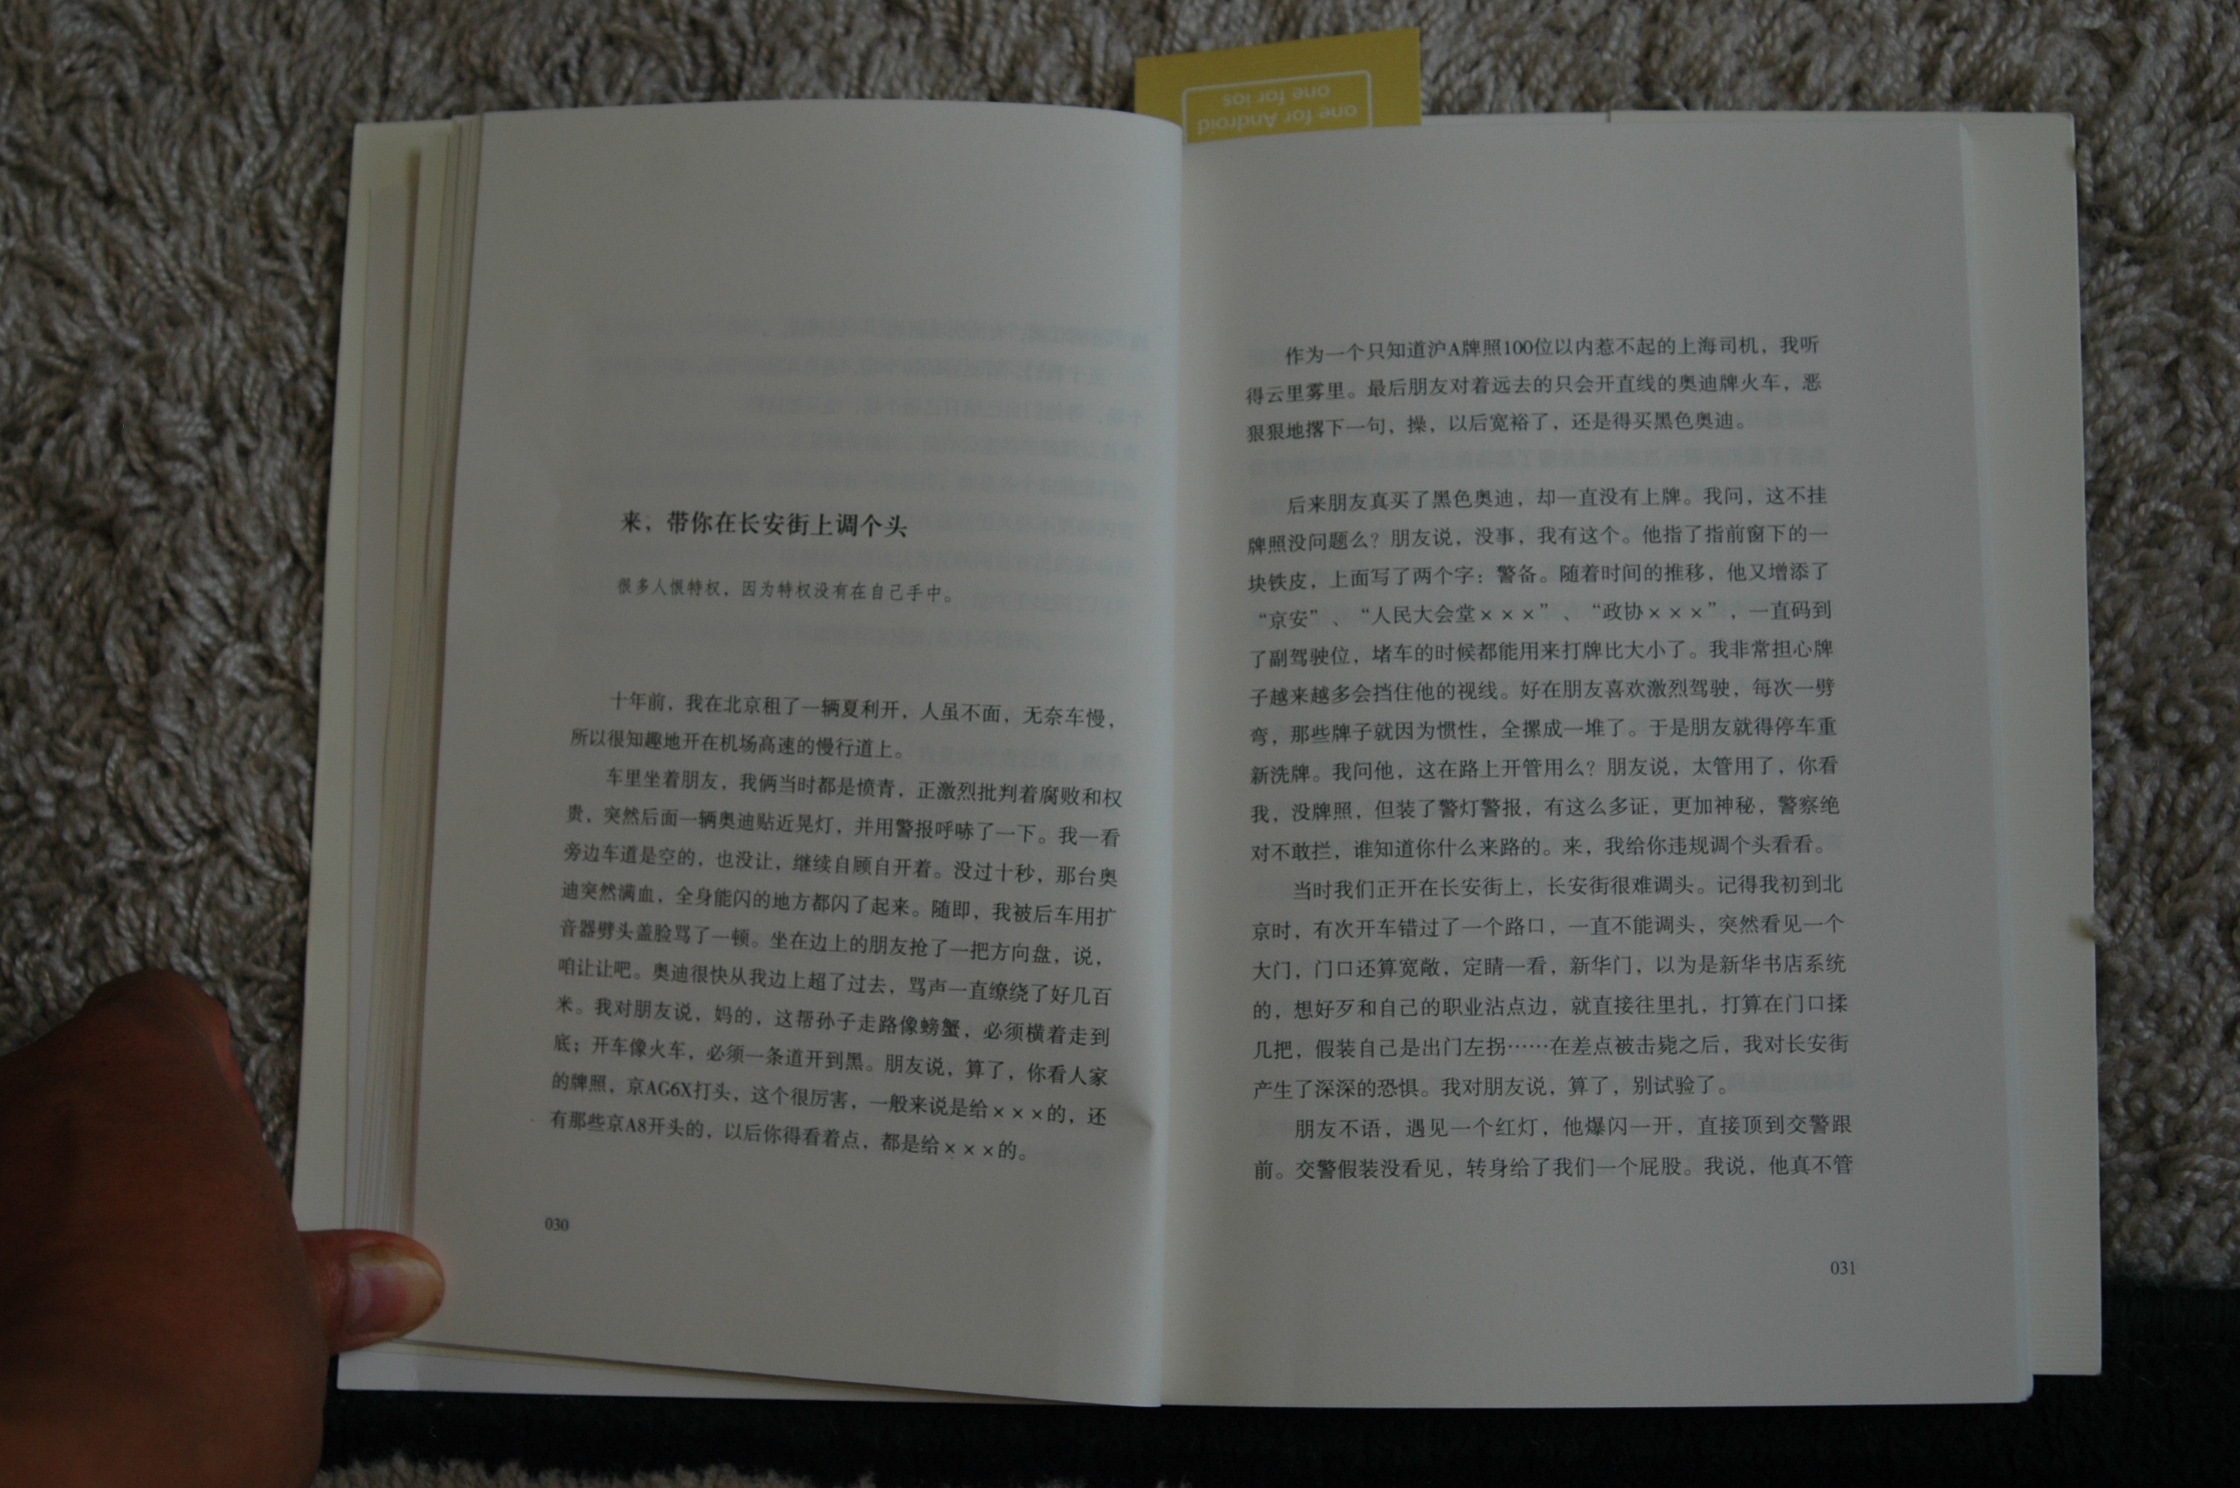 one for Android
one for ios
来，带你在长安街上调个头
很多人恨特权，因为特权没有在自己手中。
十年前，我在北京租了一辆夏利开，人虽不面，无奈车慢，
所以很知趣地开在机场高速的慢行道上。
车里坐着朋友，我俩当时都是愤青，正激烈批判着腐败和权
贵，突然后面一辆奥迪贴近晃灯，并用警报呼哧了一下。我一看
旁边车道是空的，也没让，继续自顾自开着。没过十秒，那台奥
迪突然满血，全身能闪的地方都闪了起来。随即，我被后车用扩
音器劈头盖脸骂了一顿。坐在边上的朋友抢了一把方向盘，说，
咱让让吧。奥迪很快从我边上超了过去，骂声一直缭绕了好几百
米。我对朋友说，妈的，这帮孙子走路像螃蟹，必须横着走到
底；开车像火车，必须一条道开到黑。朋友说，算了，你看人家
的牌照，京AG6X打头，这个很厉害，一般来说是给×××的，还
有那些京A8开头的，以后你得看着点，都是给×××的。
030
作为一个只知道沪A牌照100位以内惹不起的上海司机，我听
得云里雾里。最后朋友对着远去的只会开直线的奥迪牌火车，恶
狠狠地撂下一句，操，以后宽裕了，还是得买黑色奥迪。
后来朋友真买了黑色奥迪，却一直没有上牌。我问，这不挂
牌照没问题么？朋友说，没事，我有这个。他指了指前窗下的一
块铁皮，上面写了两个字：警备。随着时间的推移，他又增添了
“京安”、“人民大会堂×××”、“政协×××”，一直码到
了副驾驶位，堵车的时候都能用来打牌比大小了。我非常担心牌
子越来越多会挡住他的视线。好在朋友喜欢激烈驾驶，每次一劈
弯，那些牌子就因为惯性，全摞成一堆了。于是朋友就得停车重
新洗牌。我问他，这在路上开管用么？朋友说，太管用了，你看
我，没牌照，但装了警灯警报，有这么多证，更加神秘，警察绝
对不敢拦，谁知道你什么来路的。来，我给你违规调个头看看。
当时我们正开在长安街上，长安街很难调头。记得我初到北
京时，有次开车错过了一个路口，一直不能调头，突然看见一个
大门，门口还算宽敞，定睛一看，新华门，以为是新华书店系统
的，想好歹和自己的职业沾点边，就直接往里扎，打算在门口揉
几把，假装自己是出门左拐……在差点被击毙之后，我对长安街
产生了深深的恐惧。我对朋友说，算了，别试验了。
朋友不语，遇见一个红灯，他爆闪一开，直接顶到交警跟
前。交警假装没看见，转身给了我们一个屁股。我说，他真不管
031